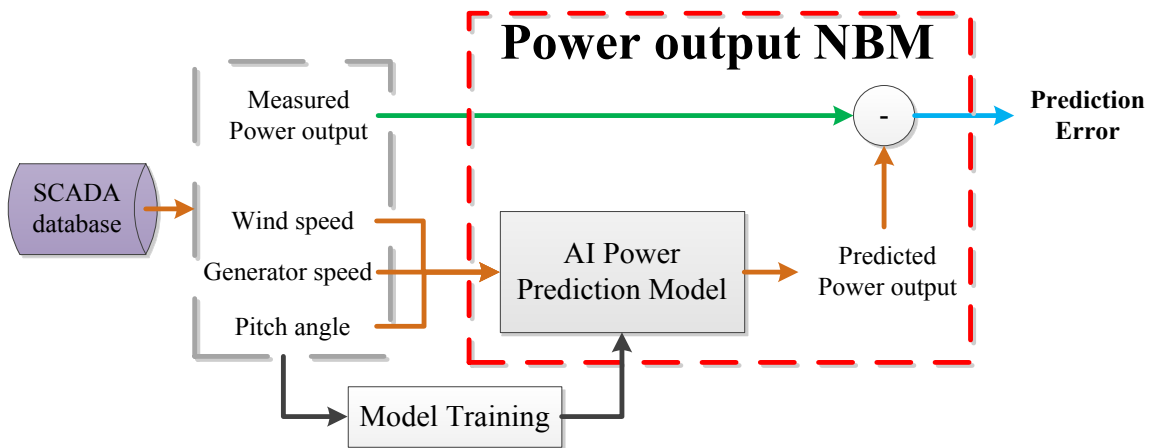 Power output NBM
Measured
Power output
-
Prediction
Error
SCADA
database
Wind speed
Generator speed
Pitch angle
AI Power
Prediction Model
Predicted
Power output
Model Training